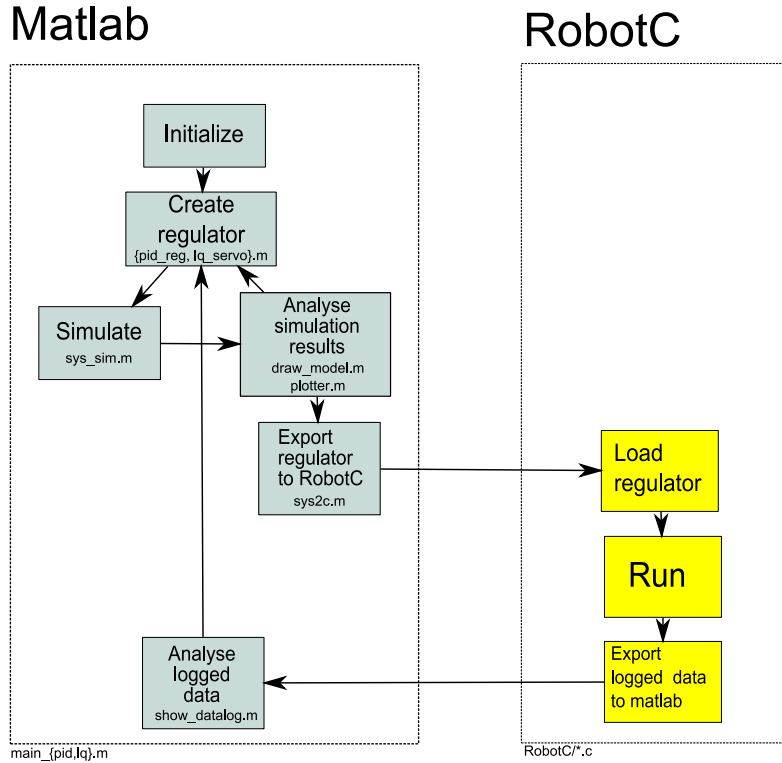 Matlab
RobotC
Initialize
Create
regulator
{pid_reg, lq_servo}.m
Simulate
sys_sim.m
Analyse
simulation
results
draw_model.m
plotter.m
Export
regulator
to RobotC
sys2c.m
Load
regulator
Run
Export
logged data
to matlab
Analyse
logged
data
show_datalog.m
main_{pid,lq}.m
RobotC/*.c